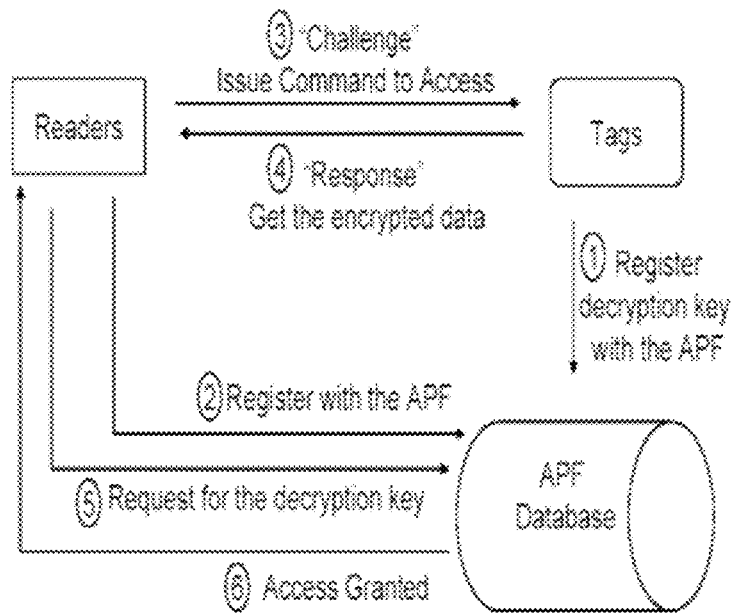 ③ "Challenge"
Issue Command to Access
Readers
Tags
④ "Response"
Get the encrypted data
① Register
decryption key
with the APF
② Register with the APF
⑤ Request for the decryption key
APF
Database
⑥ Access Granted